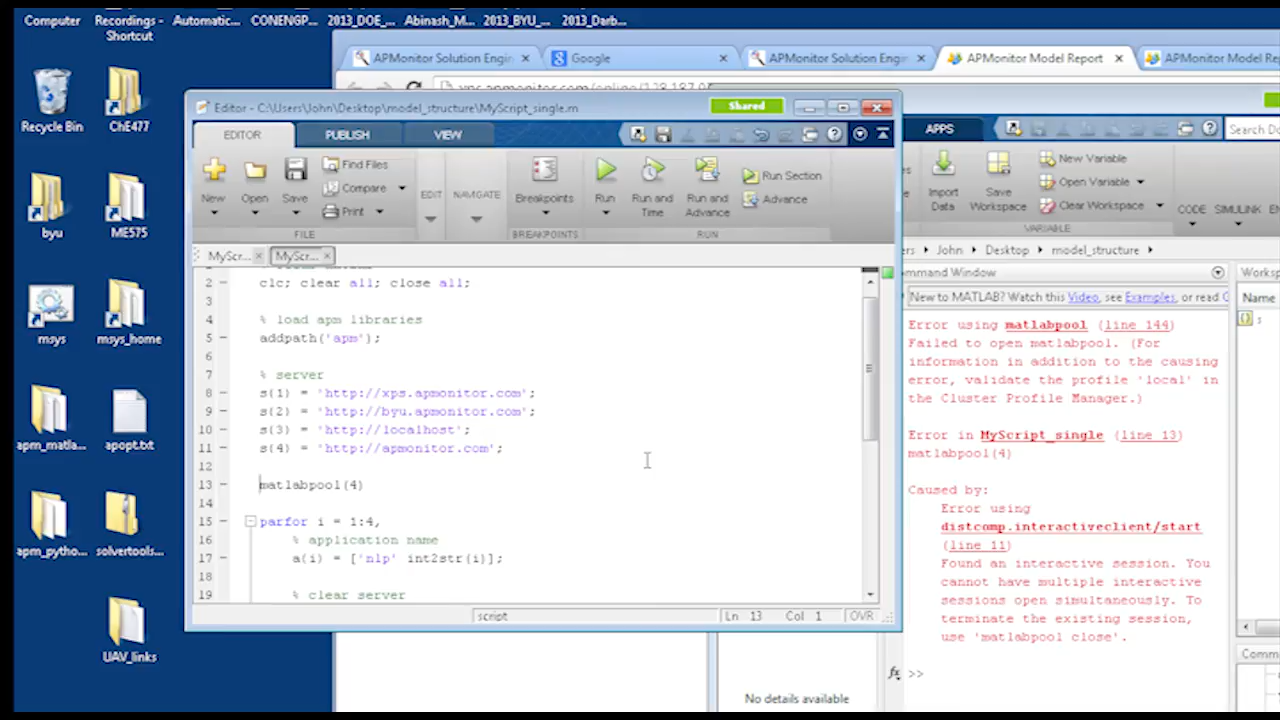 Computer
Recordings - Shortcut
Automatic...
CONENGP...
2013_DOE_...
Abinash_M...
2013_BYU_...
2013_Darb...
Recycle Bin
ChE477
byu
ME575
msys
msys_home
apm_matla...
apopt.txt
apm_pytho...
solvertools...
UAV_links
APMonitor Solution Engin
Google
APMonitor Solution Engin
APMonitor Model Report
APMonitor Model Repor
Editor - C:\Users\John\Desktop\model_structure\MyScript_single.m
Shared
EDITOR
PUBLISH
VIEW
New
Open
Save
Find Files
Compare
Print
FILE
EDIT
NAVIGATE
Breakpoints
BREAKPOINTS
Run
Run and Time
Run and Advance
Run Section
Advance
RUN
MyScr...
MyScr...
2 clc; clear all; close all;
3
4 % load apm libraries
5 addpath('apm');
6
7 % server
8 s(1) = 'http://xps.apmonitor.com';
9 s(2) = 'http://byu.apmonitor.com';
10 s(3) = 'http://localhost';
11 s(4) = 'http://apmonitor.com';
12
13 matlabpool(4)
14
15 parfor i = 1:4,
16 % application name
17 a(i) = ['nlp' int2str(i)];
18
19 % clear server
script
Ln 13 Col 1 OVR
APPS
Search Do
Import Data
Save Workspace
New Variable
Open Variable
Clear Workspace
VARIABLE
CODE
SIMULINK
ers
John
Desktop
model_structure
mmand Window
Worksp
New to MATLAB? Watch this Video, see Examples, or read G
Name
s
Error using matlabpool (line 144)
Failed to open matlabpool. (For
information in addition to the causing
error, validate the profile 'local' in
the Cluster Profile Manager.)
Error in MyScript_single (line 13)
matlabpool(4)
Caused by:
Error using
distcomp.interactiveclient/start
(line 11)
Found an interactive session. You
cannot have multiple interactive
sessions open simultaneously. To
terminate the existing session,
use 'matlabpool close'.
fx >>
Comma
No details available